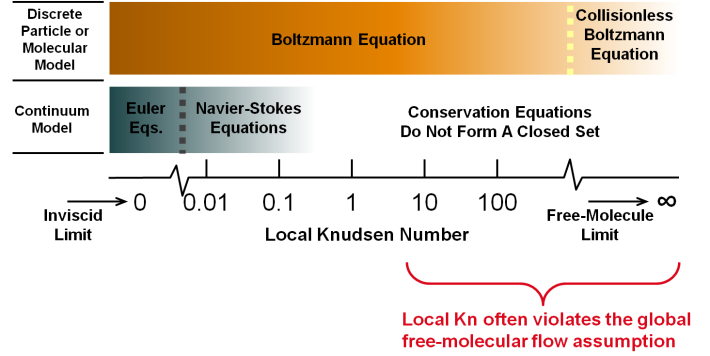 Discrete
Particle or
Molecular
Model
Boltzmann Equation
Collisionless
Boltzmann
Equation
Continuum
Model
Euler
Eqs.
Navier-Stokes
Equations
Conservation Equations
Do Not Form A Closed Set
0 0.01 0.1 1 10 100 ∞
Inviscid
Limit
Local Knudsen Number
Free-Molecule
Limit
Local Kn often violates the global
free-molecular flow assumption